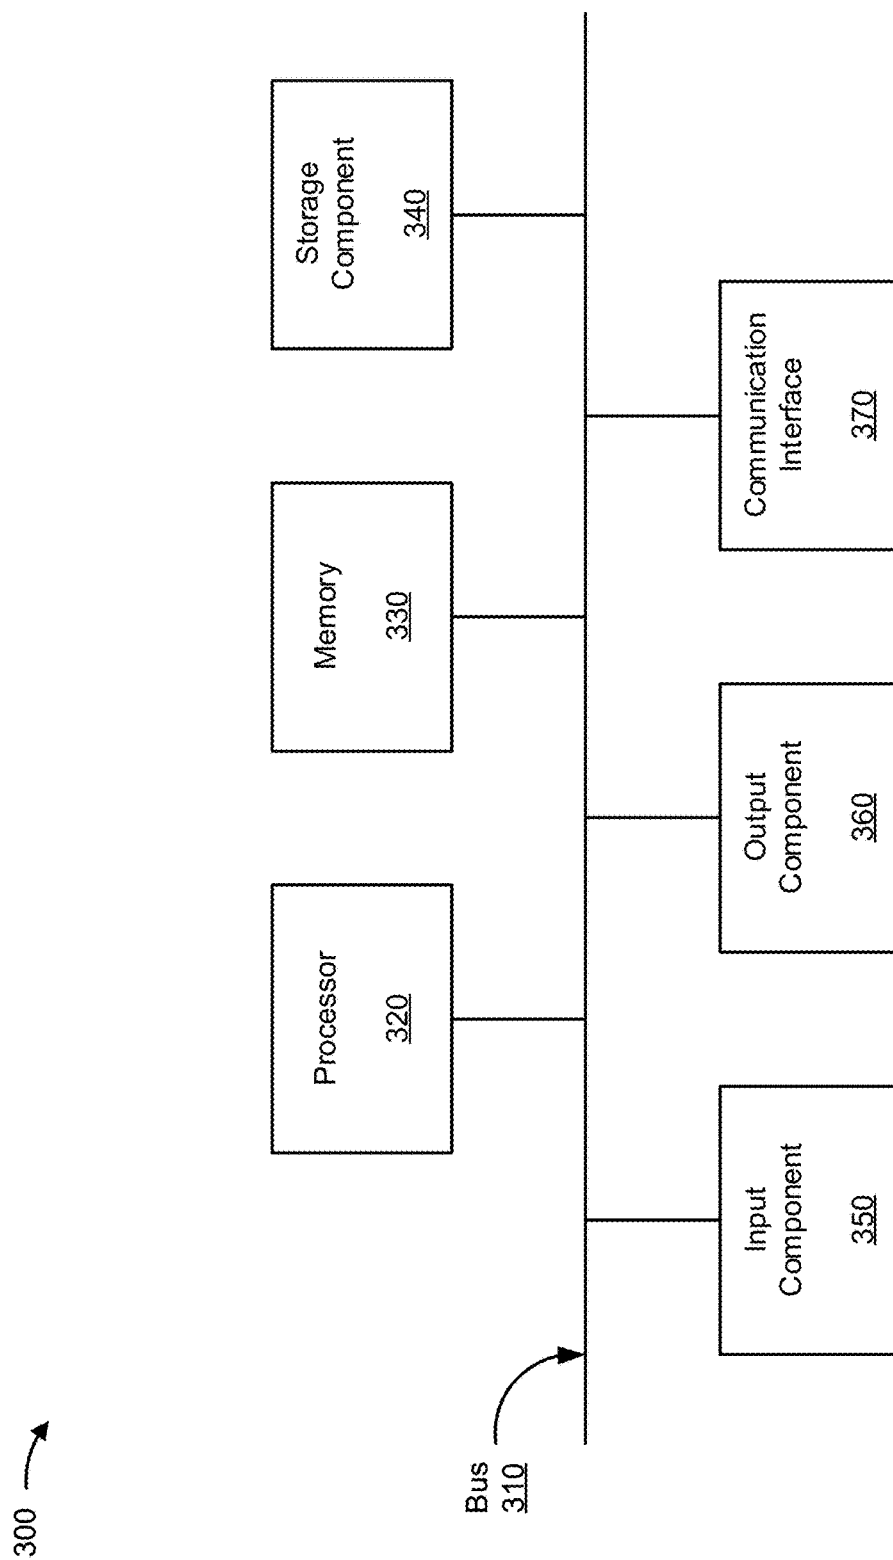 300
Bus
310
Processor
320
Memory
330
Storage
Component
340
Input
Component
350
Output
Component
360
Communication
Interface
370